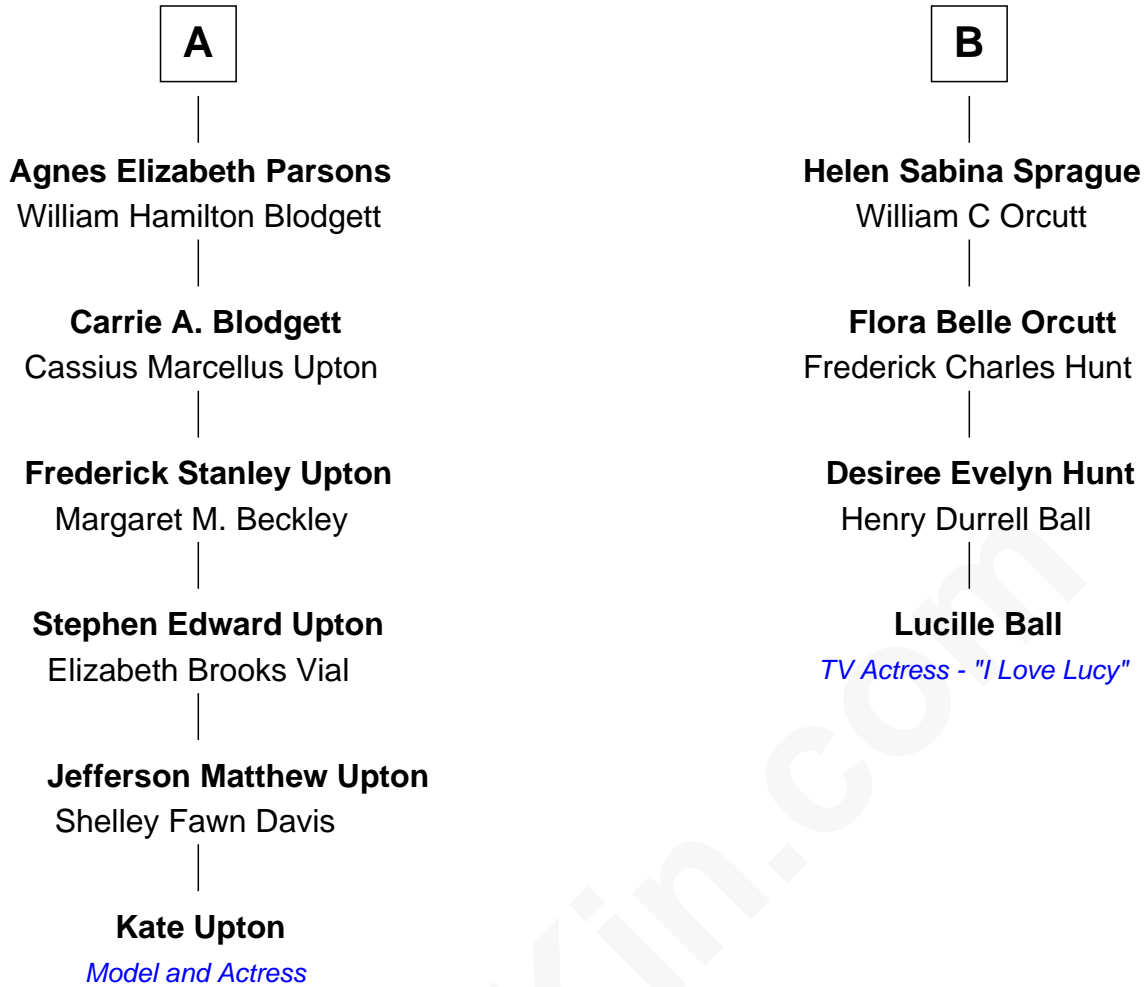 A
Agnes Elizabeth Parsons
William Hamilton Blodgett
Carrie A. Blodgett
Cassius Marcellus Upton
Frederick Stanley Upton
Margaret M. Beckley
Stephen Edward Upton
Elizabeth Brooks Vial
Jefferson Matthew Upton
Shelley Fawn Davis
Kate Upton
Model and Actress
B
Helen Sabina Sprague
William C Orcutt
Flora Belle Orcutt
Frederick Charles Hunt
Desiree Evelyn Hunt
Henry Durrell Ball
Lucille Ball
TV Actress - "I Love Lucy"
Kin.com